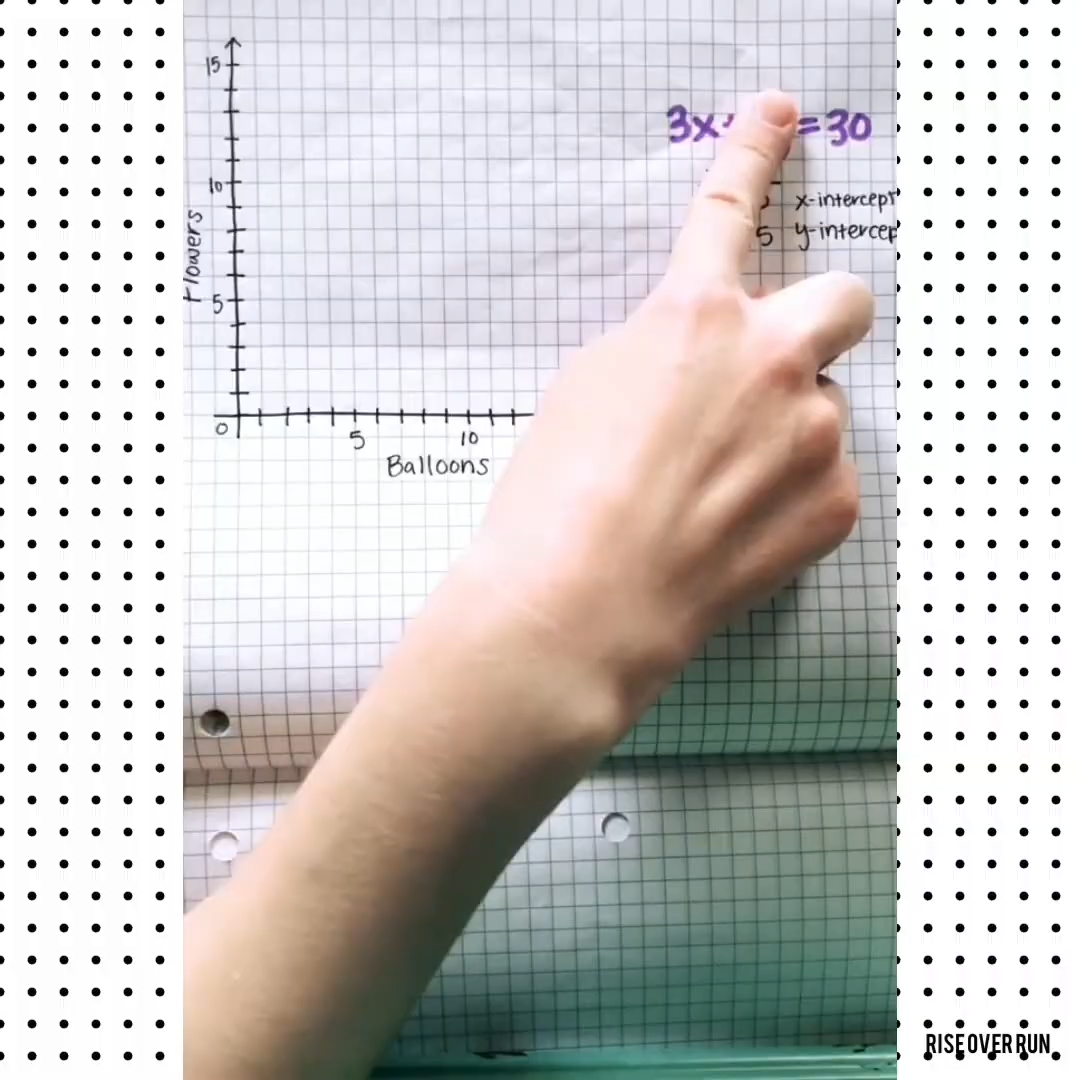 15
3x+ =30
10
x-intercept
5 y-intercep
Flowers
5
0
5 10
Balloons
RISE OVER RUN